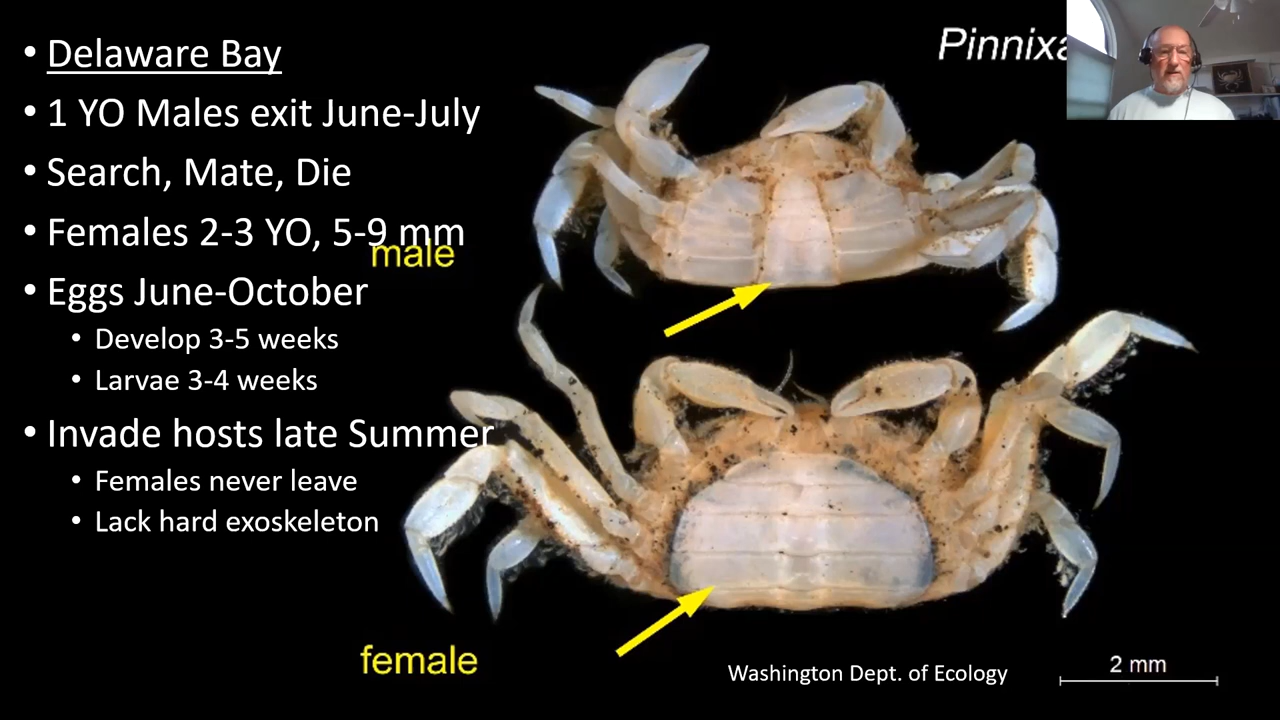 • Delaware Bay
• 1 YO Males exit June-July
• Search, Mate, Die
• Females 2-3 YO, 5-9 mm
male
• Eggs June-October
• Develop 3-5 weeks
• Larvae 3-4 weeks
• Invade hosts late Summer
• Females never leave
• Lack hard exoskeleton
Pinnixa
female
Washington Dept. of Ecology
2 mm